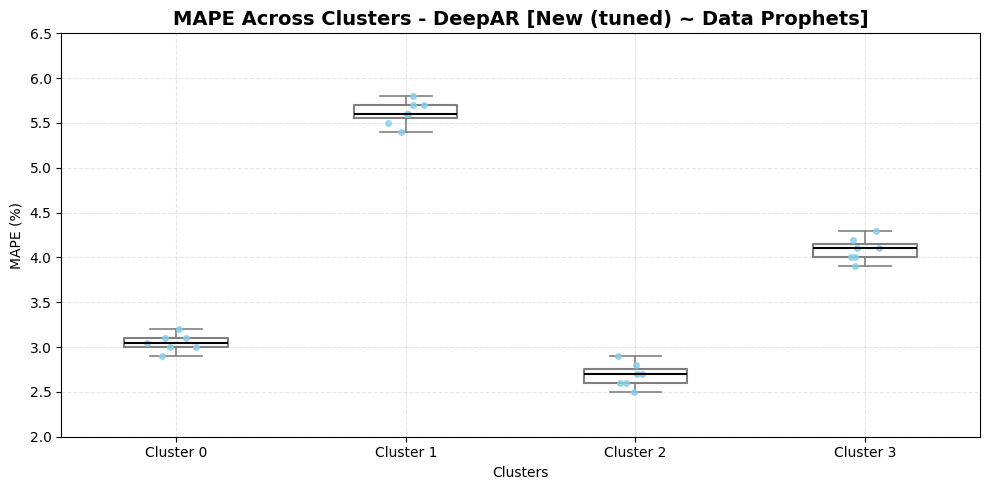 MAPE Across Clusters - DeepAR [New (tuned) ~ Data Prophets]
6.5
6.0
5.5
5.0
4.5
4.0
3.5
3.0
2.5
2.0
MAPE (%)
Cluster 0
Cluster 1
Cluster 2
Cluster 3
Clusters